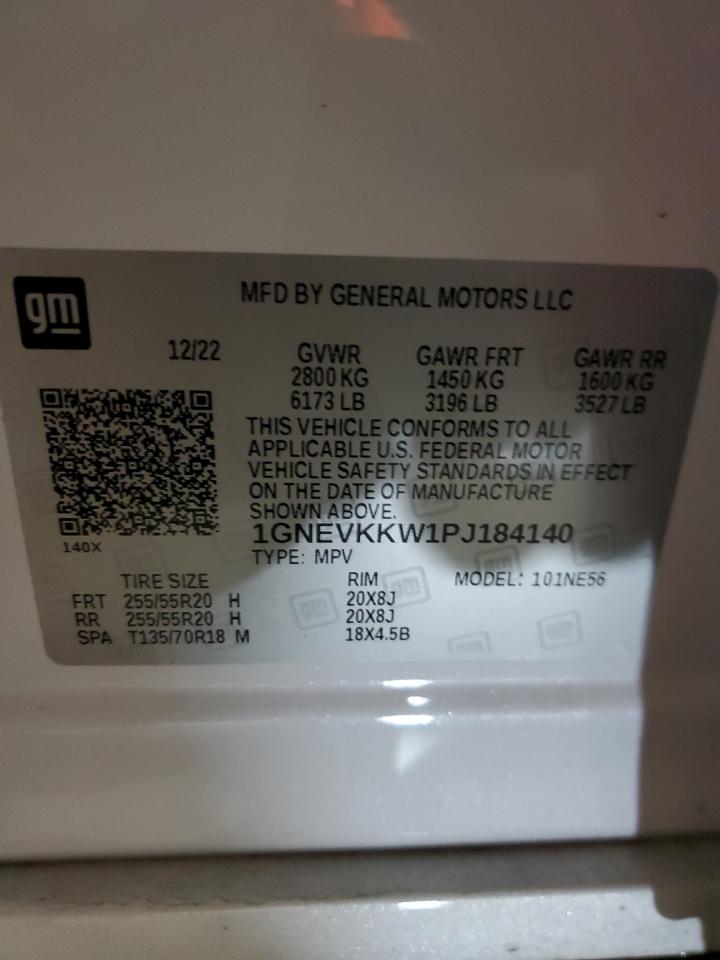 gm
MFD BY GENERAL MOTORS LLC
12/22 GVWR GAWR FRT GAWR RR
2800 KG 1450 KG 1600 KG
6173 LB 3196 LB 3527 LB
THIS VEHICLE CONFORMS TO ALL
APPLICABLE U.S. FEDERAL MOTOR
VEHICLE SAFETY STANDARDS IN EFFECT
ON THE DATE OF MANUFACTURE
SHOWN ABOVE.
1GNEVKKW1PJ184140
140X
TYPE: MPV
TIRE SIZE RIM MODEL: 101NE56
FRT 255/55R20 H 20X8J
RR 255/55R20 H 20X8J
SPA T135/70R18 M 18X4.5B